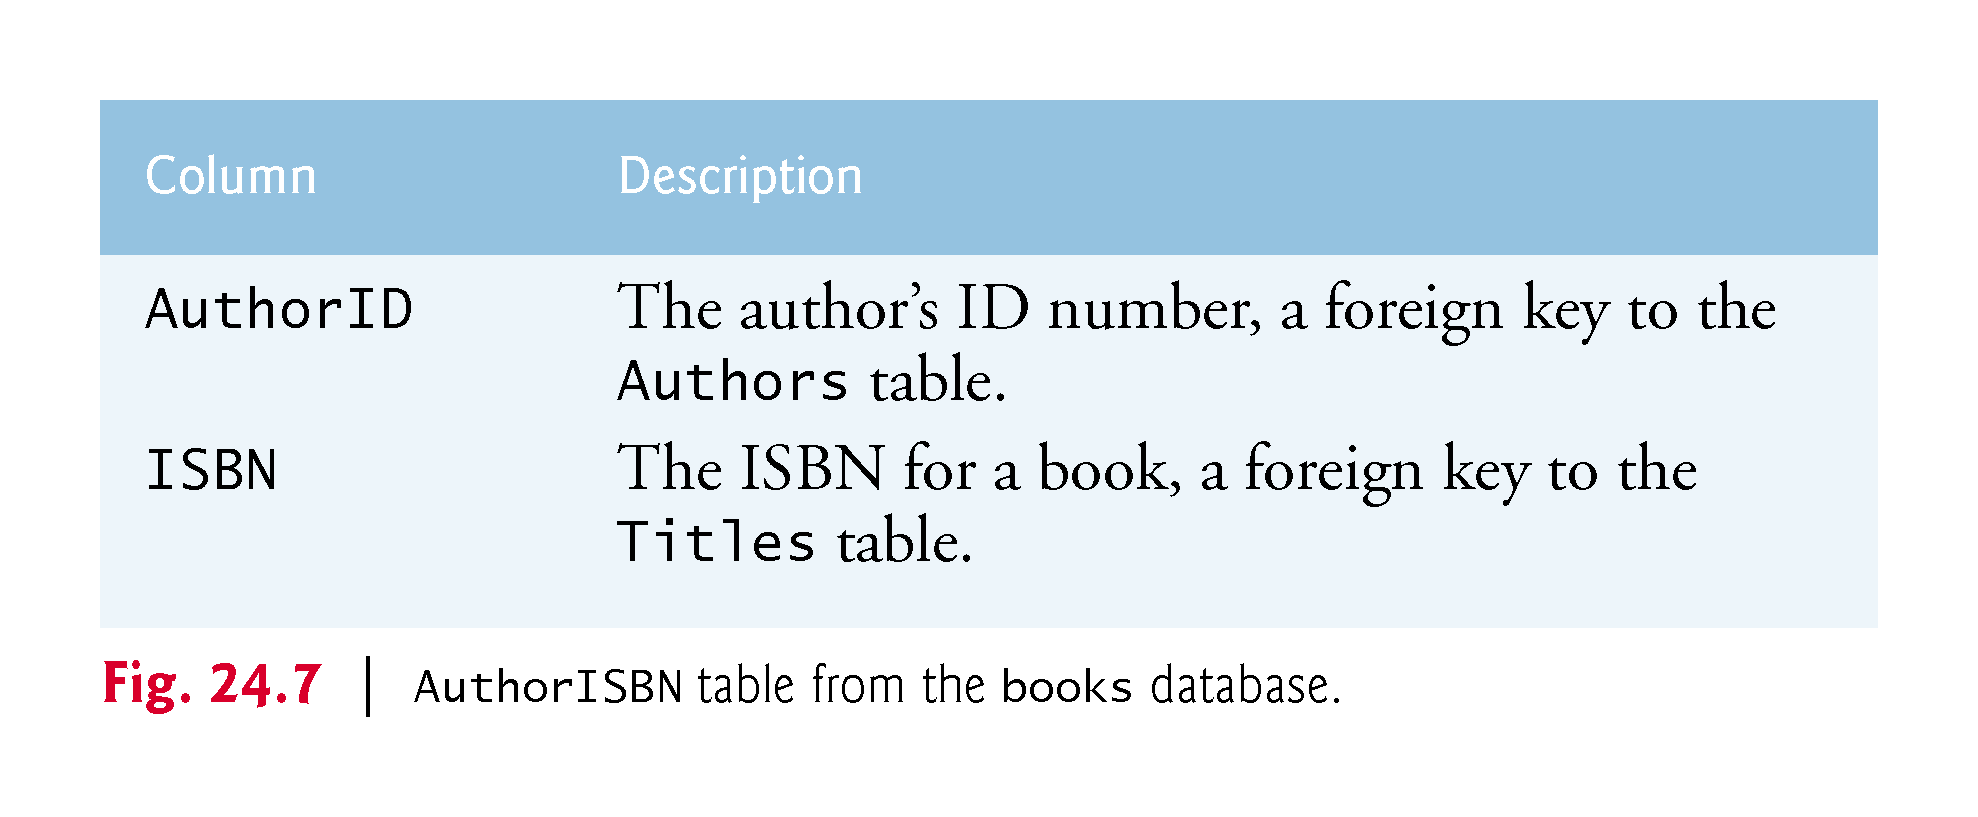 Column Description
AuthorID The author’s ID number, a foreign key to the
Authors table.
ISBN The ISBN for a book, a foreign key to the
Titles table.
Fig. 24.7 | AuthorISBN table from the books database.